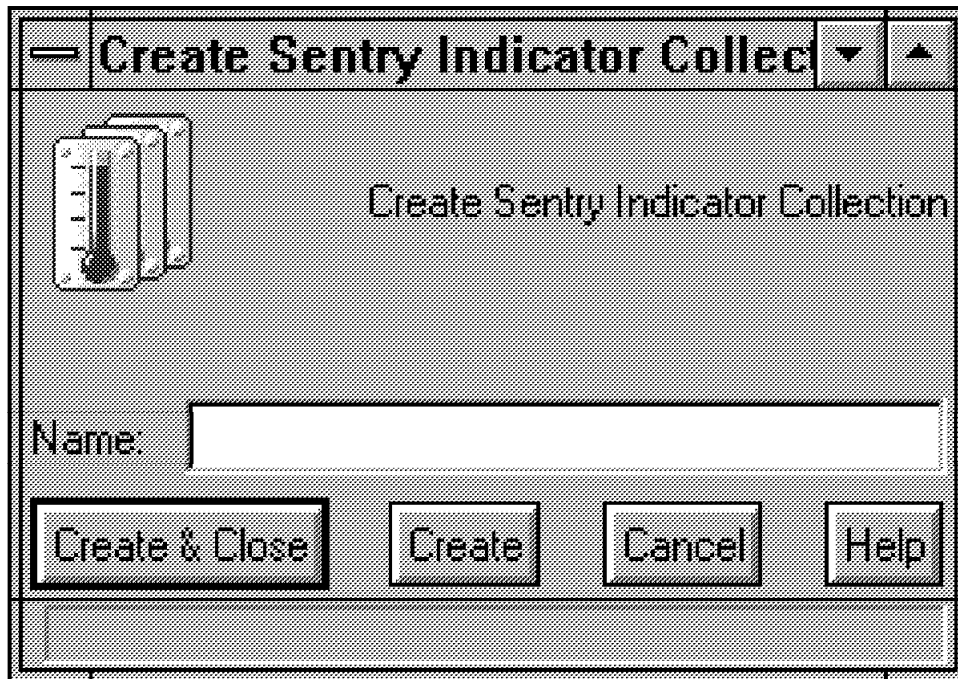 Create Sentry Indicator Collect
Create Sentry Indicator Collection
Name:
Create & Close Create Cancel Help